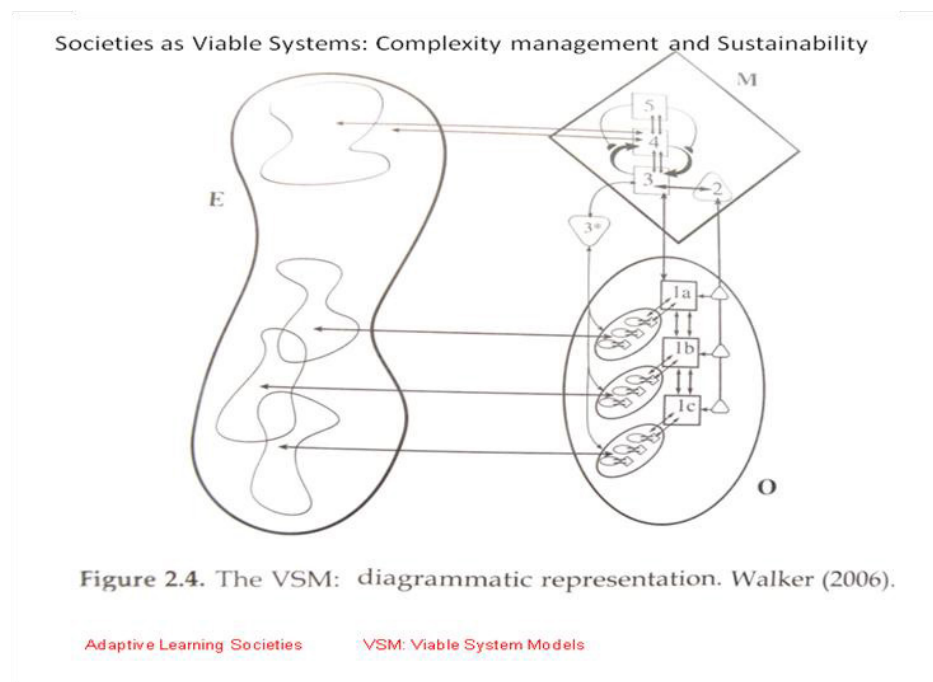 Societies as Viable Systems: Complexity management and Sustainability
M
5
4
E
3
2
3*
1a
1b
1c
O
Figure 2.4. The VSM: diagrammatic representation. Walker (2006).
Adaptive Learning Societies
VSM: Viable System Models